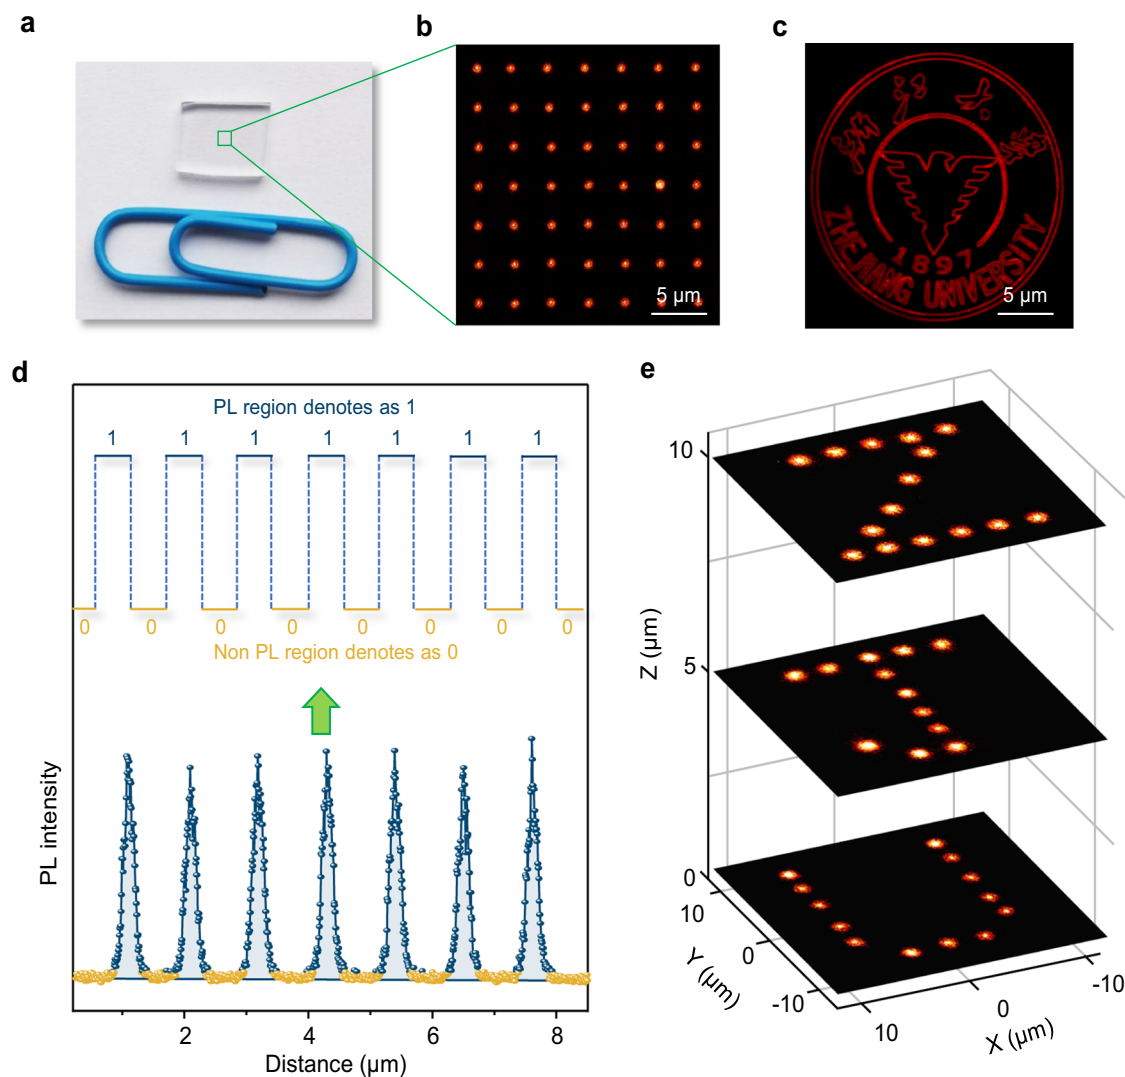 a
b
c
5 µm
ZHEJIANG UNIVERSITY
1897
5 µm
d
PL region denotes as 1
1 1 1 1 1 1 1
0 0 0 0 0 0 0 0
Non PL region denotes as 0
PL intensity
2 4 6 8
Distance (µm)
e
10
5
0
Z (µm)
10
0
-10
Y (µm)
10
0
-10
X (µm)